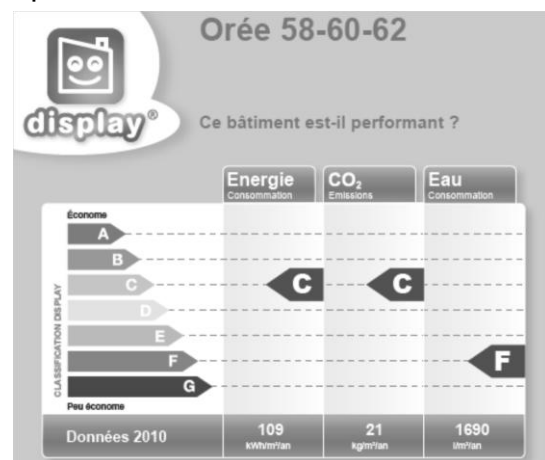 Orée 58-60-62
display®
Ce bâtiment est-il performant ?
Energie
Consommation
CO₂
Emissions
Eau
Consommation
Économe
A
B
C
D
E
F
G
C
C
F
CLASSIFICATION DISPLAY
Peu économe
Données 2010
109
kWh/m²/an
21
kg/m²/an
1690
l/m²/an